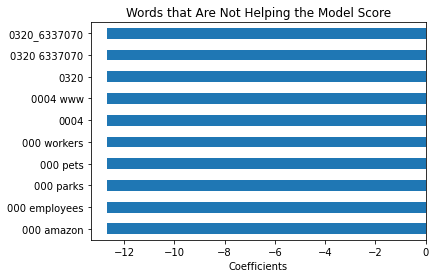 Words that Are Not Helping the Model Score
0320_6337070
0320 6337070
0320
0004 www
0004
000 workers
000 pets
000 parks
000 employees
000 amazon
−12 −10 −8 −6 −4 −2 0
Coefficients